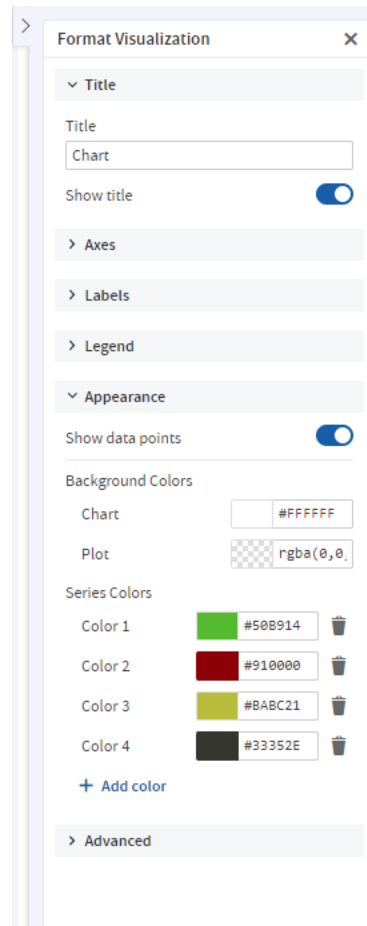 Format Visualization
Title
Title
Chart
Show title
Axes
Labels
Legend
Appearance
Show data points
Background Colors
Chart #FFFFFF
Plot rgba(0,0,
Series Colors
Color 1 #50B914
Color 2 #910000
Color 3 #BABC21
Color 4 #33352E
+ Add color
Advanced